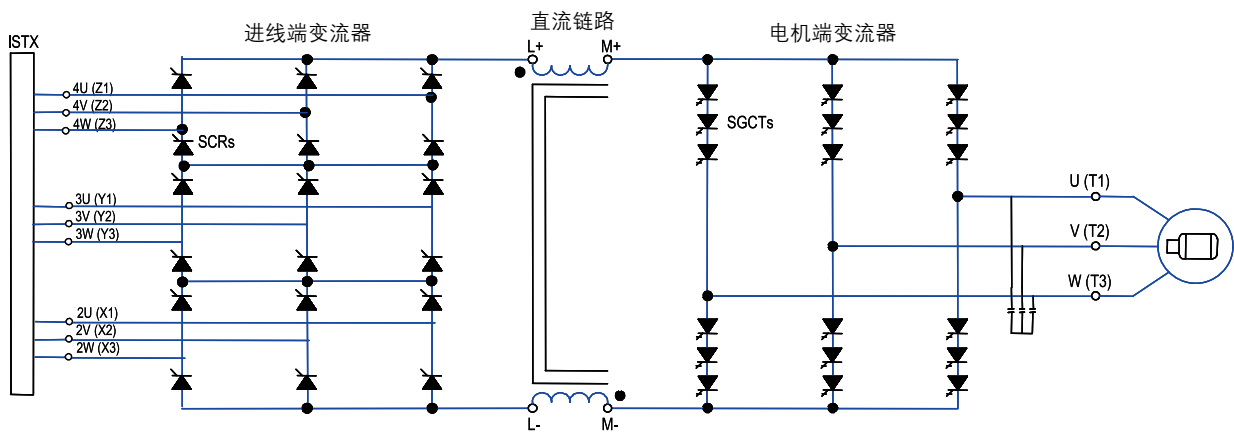 进线端变流器
直流链路
电机端变流器
ISTX
L+
M+
4U (Z1)
4V (Z2)
4W (Z3)
SCRs
SGCTs
3U (Y1)
3V (Y2)
3W (Y3)
U (T1)
V (T2)
W (T3)
2U (X1)
2V (X2)
2W (X3)
L-
M-